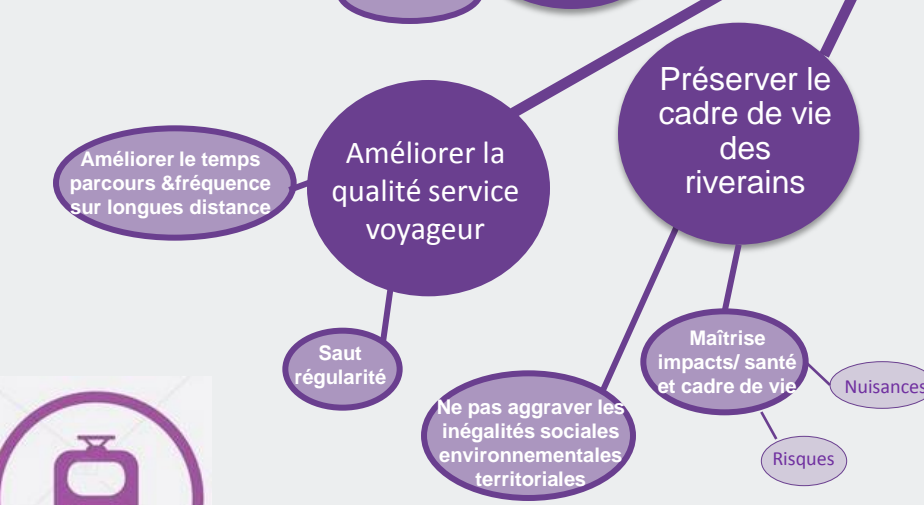 Améliorer le temps
parcours &fréquence
sur longues distance
Améliorer la
qualité service
voyageur
Saut
régularité
Préserver le
cadre de vie
des
riverains
Ne pas aggraver les
inégalités sociales
environnementales
territoriales
Maîtrise
impacts/ santé
et cadre de vie
Nuisances
Risques